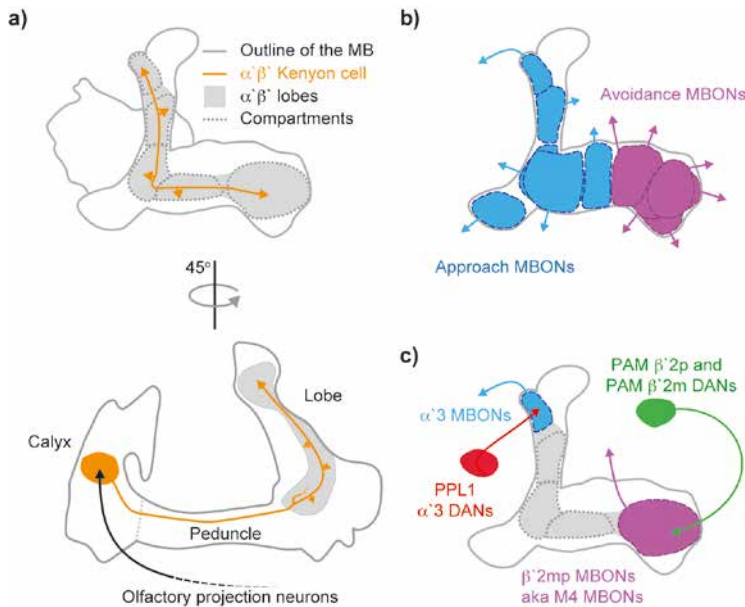 a)
Outline of the MB
α`β` Kenyon cell
α`β` lobes
Compartments
45°
Lobe
Calyx
Peduncle
Olfactory projection neurons
b)
Avoidance MBONs
Approach MBONs
c)
PAM β`2p and
PAM β`2m DANs
α`3 MBONs
PPL1
α`3 DANs
β`2mp MBONs
aka M4 MBONs